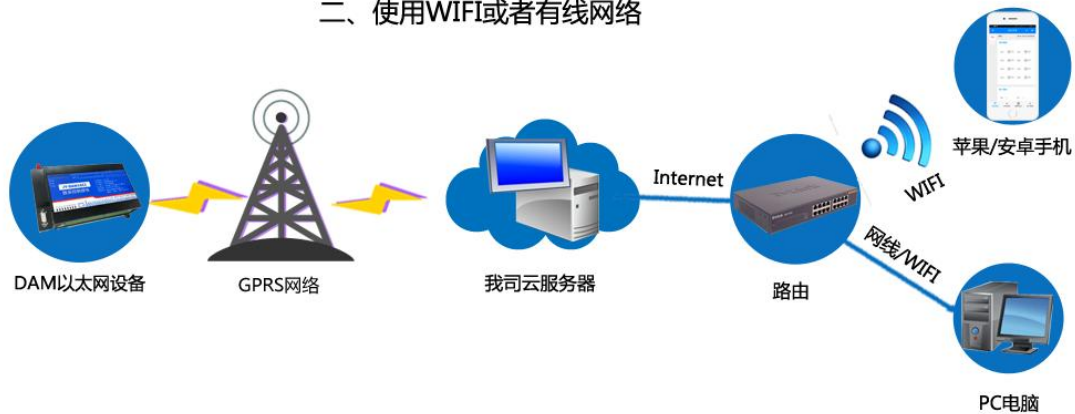 二、使用WIFI或者有线网络
苹果/安卓手机
Internet
WIFI
网线/WIFI
DAM以太网设备
GPRS网络
我司云服务器
路由
PC电脑